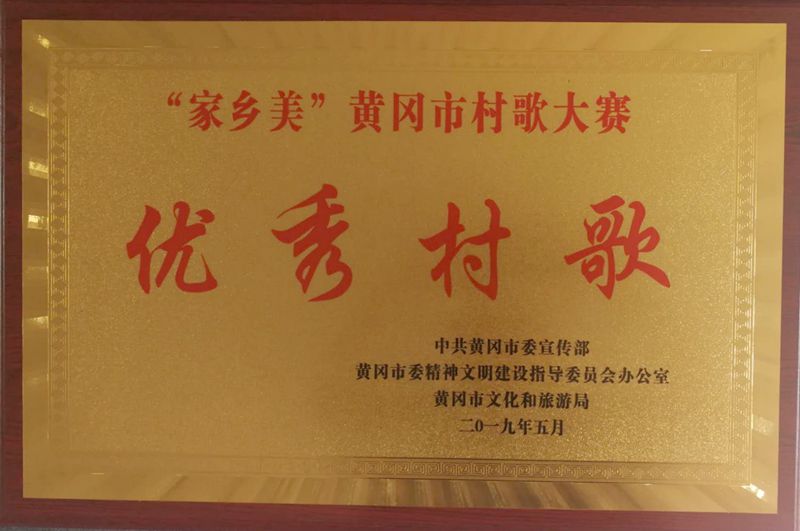 “家乡美”黄冈市村歌大赛
优秀村歌
中共黄冈市委宣传部
黄冈市委精神文明建设指导委员会办公室
黄冈市文化和旅游局
二0一九年五月